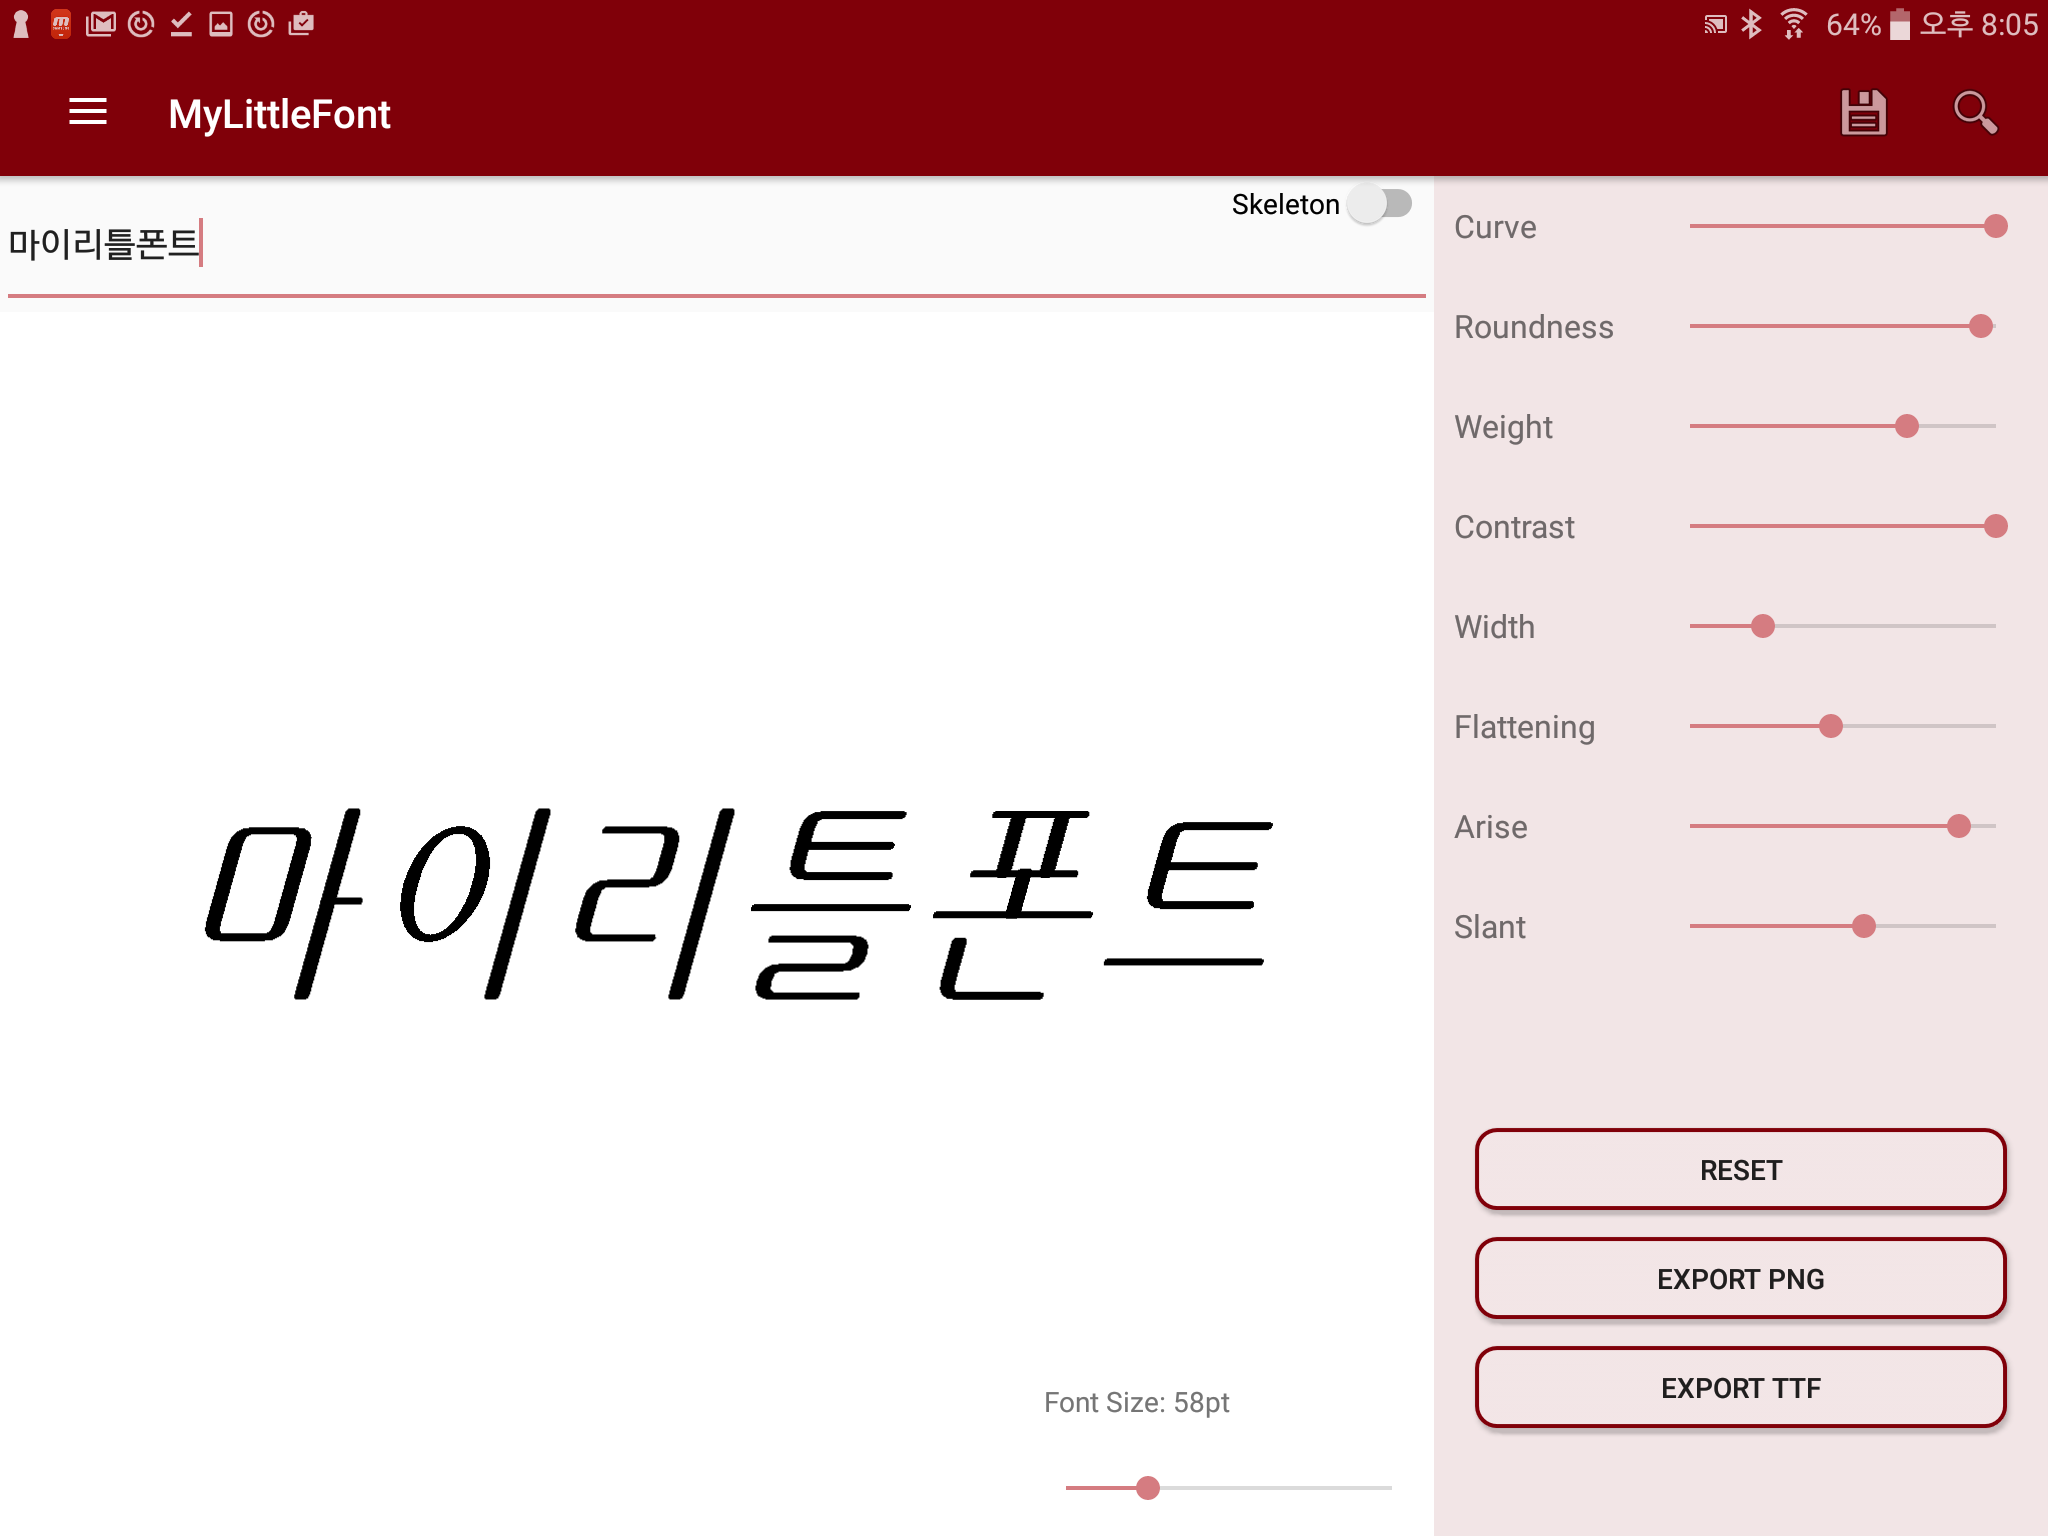 64% 오후 8:05
MyLittleFont
Skeleton
마이리틀폰트
마이리틀폰트
Font Size: 58pt
Curve
Roundness
Weight
Contrast
Width
Flattening
Arise
Slant
RESET
EXPORT PNG
EXPORT TTF